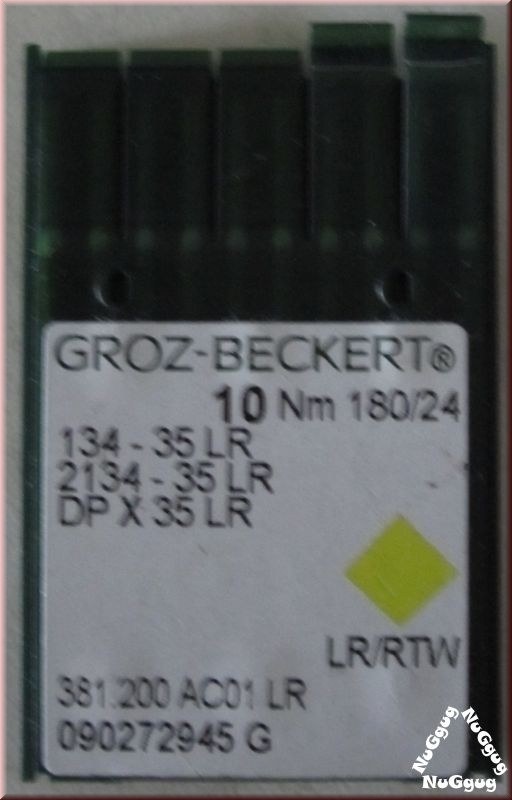 GROZ-BECKERT®
10 Nm 180/24
134 - 35 LR
2134 - 35 LR
DP X 35 LR
LR/RTW
381.200 AC01 LR
090272945 G
NuGgug
NuGgug
NuGgug